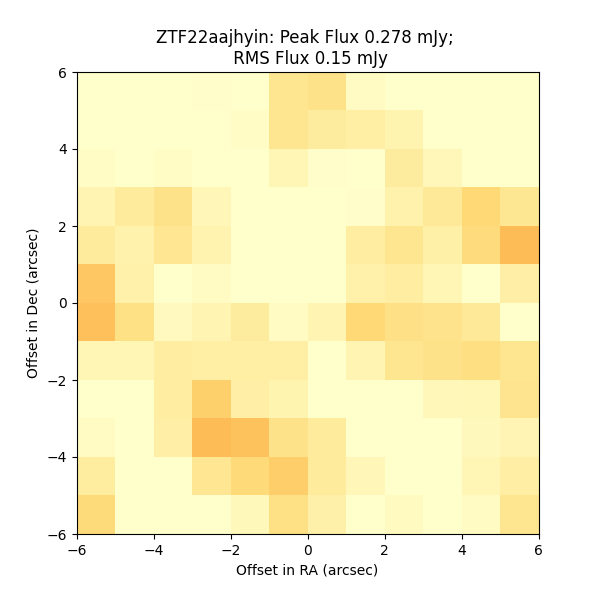 ZTF22aajhyin: Peak Flux 0.278 mJy;
RMS Flux 0.15 mJy
6
4
2
0
−2
−4
−6
Offset in Dec (arcsec)
−6 −4 −2 0 2 4 6
Offset in RA (arcsec)